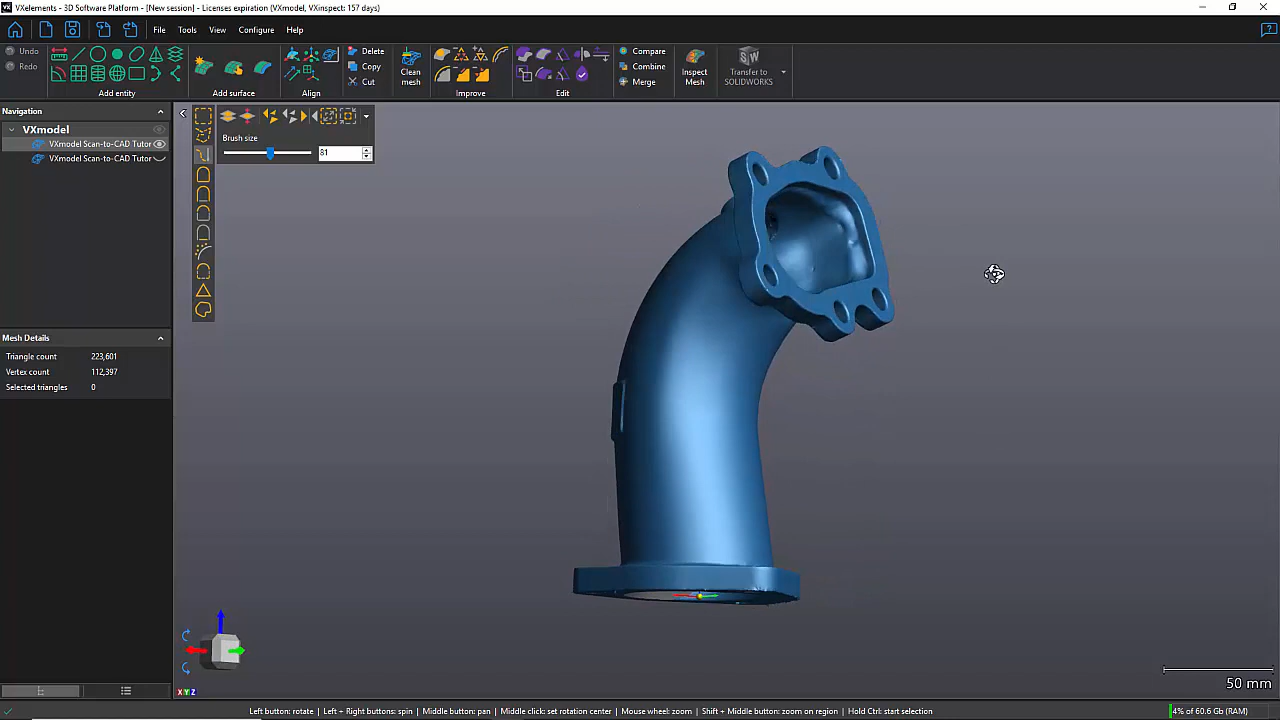 VXelements - 3D Software Platform - [New session] - Licenses expiration (VXmodel, VXinspect: 157 days)
File Tools View Configure Help
Undo
Redo
Add entity
Add surface
Align
Delete
Copy
Cut
Clean mesh
Improve
Edit
Compare
Combine
Merge
Inspect Mesh
Transfer to SOLIDWORKS
Navigation
VXmodel
VXmodel Scan-to-CAD Tutor
VXmodel Scan-to-CAD Tutor
Brush size
81
Mesh Details
Triangle count 223,601
Vertex count 112,397
Selected triangles 0
50 mm
XYZ
Left button: rotate | Left + Right buttons: spin | Middle button: pan | Middle click: set rotation center | Mouse wheel: zoom | Shift + Middle button: zoom on region | Hold Ctrl: start selection
4% of 60.6 Gb (RAM)